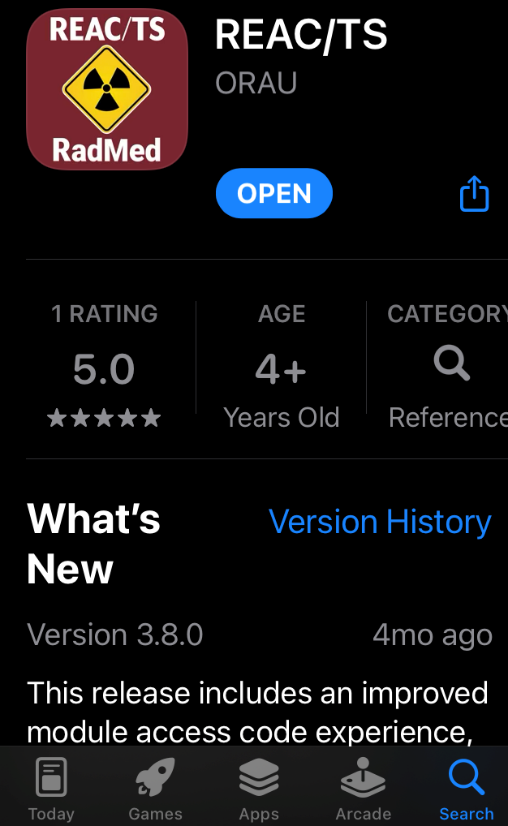 REAC/TS
RadMed
REAC/TS
ORAU
OPEN
1 RATING
5.0
Years Old
AGE
4+
CATEGORY
Reference
What's New
Version History
Version 3.8.0
4mo ago
This release includes an improved
module access code experience,
Today
Games
Apps
Arcade
Search